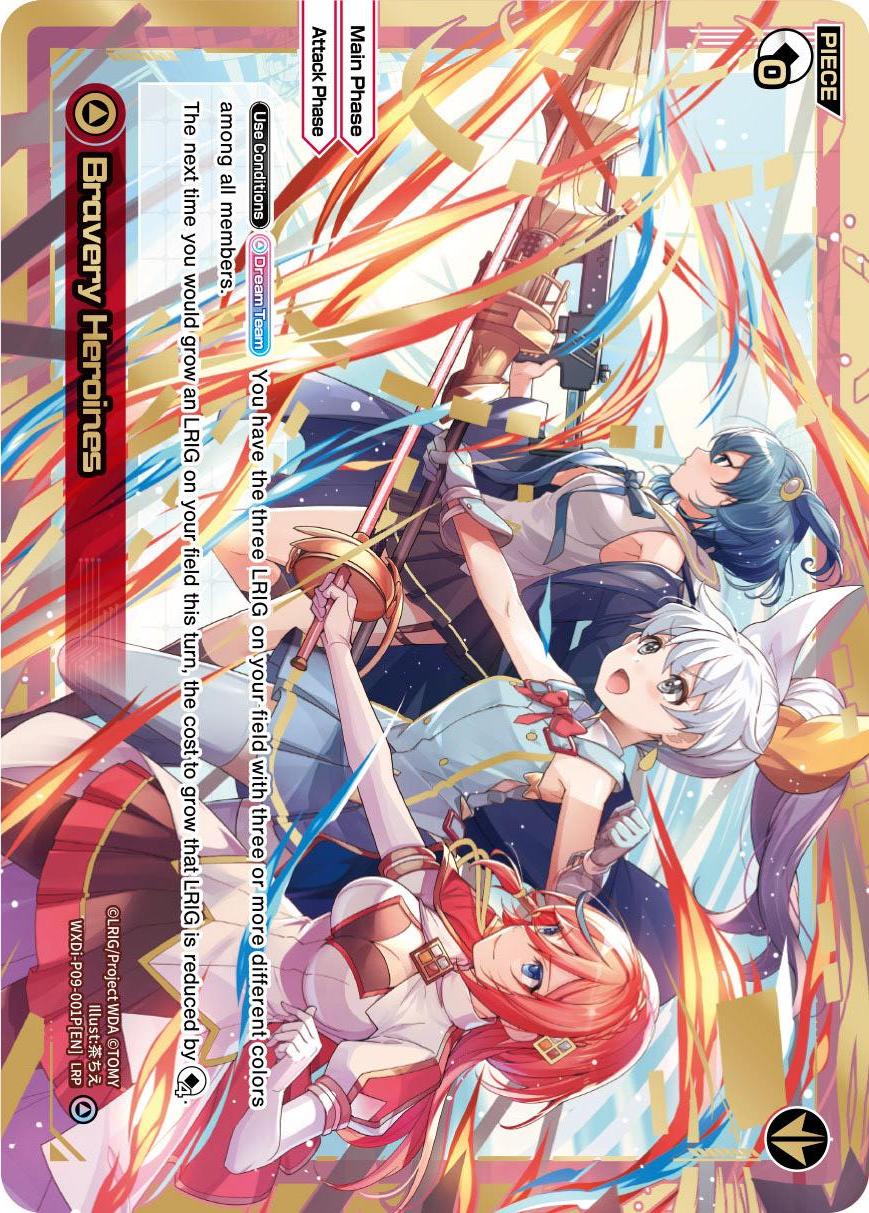 PIECE
0
Main Phase
Attack Phase
Use Conditions Dream Team You have the three LRIG on your field with three or more different colors
among all members.
The next time you would grow an LRIG on your field this turn, the cost to grow that LRIG is reduced by 4.
Bravery Heroines
©LRIG/Project WDA ©TOMY
Illust:茶ちえ
WXDi-P09-001P[EN] LRP